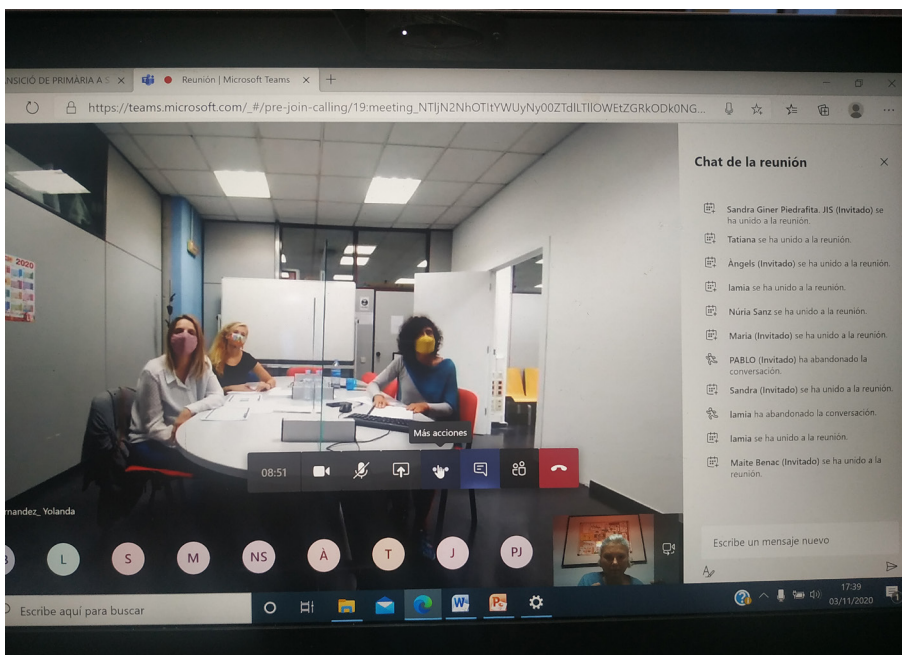 NSICIÓ DE PRIMÀRIA A S
Reunión | Microsoft Teams
https://teams.microsoft.com/_#/pre-join-calling/19:meeting_
2020
Chat de la reunión
Sandra Giner Piedrafita. JIS (Invitado) se
ha unido a la reunión.
Tatiana se ha unido a la reunión.
Àngels (Invitado) se ha unido a la reunión.
lamia se ha unido a la reunión.
Núria Sanz se ha unido a la reunión.
María (Invitado) se ha unido a la reunión.
PABLO (Invitado) ha abandonado la
conversación.
Sandra (Invitado) se ha unido a la reunión.
lamia ha abandonado la conversación.
lamia se ha unido a la reunión.
Maite Benac (Invitado) se ha unido a la
reunión.
Más acciones
08:51
rnandez_ Yolanda
L
S
M
NS
À
T
J
PJ
Escribe un mensaje nuevo
Escribe aquí para buscar
17:39
03/11/2020